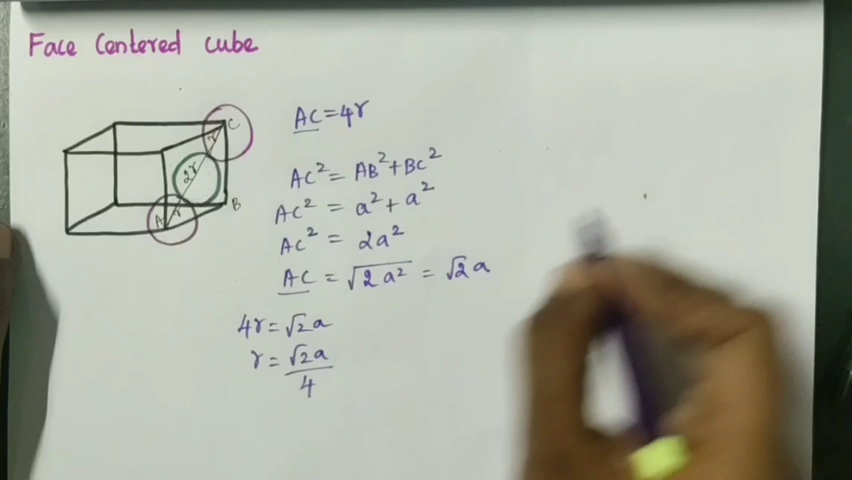 Face Centered cube
C
r
2r
r
A
B
AC=4r
AC² = AB²+BC²
AC² = a²+a²
AC² = 2a²
AC = √2a² = √2a
4r=√2a
r=√2a/4